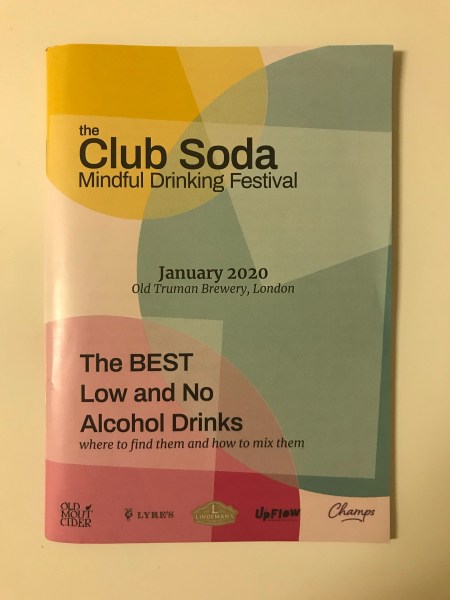 the
Club Soda
Mindful Drinking Festival
January 2020
Old Truman Brewery, London
The BEST
Low and No
Alcohol Drinks
where to find them and how to mix them
OLD
MOUT
CIDER
LYRE'S
L
LINDEMAN'S
UpFlow
Champs